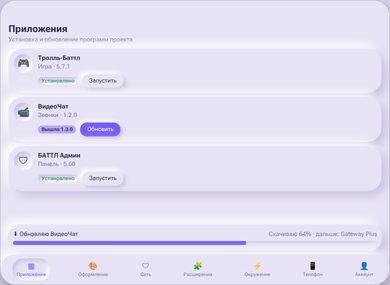 Приложения
Установка и обновление программ проекта
Тролль-Баттл
Игра · 5.7.1
Установлено Запустить
ВидеоЧат
Звонки · 1.2.0
Вышла 1.3.0 Обновить
БАТТЛ Админ
Панель · 5.60
Установлено Запустить
⬇ Обновляю ВидеоЧат Скачиваю 64% · дальше: Gateway Plus
Приложения Оформление Сеть Расширения Окружение Телефон Аккаунт